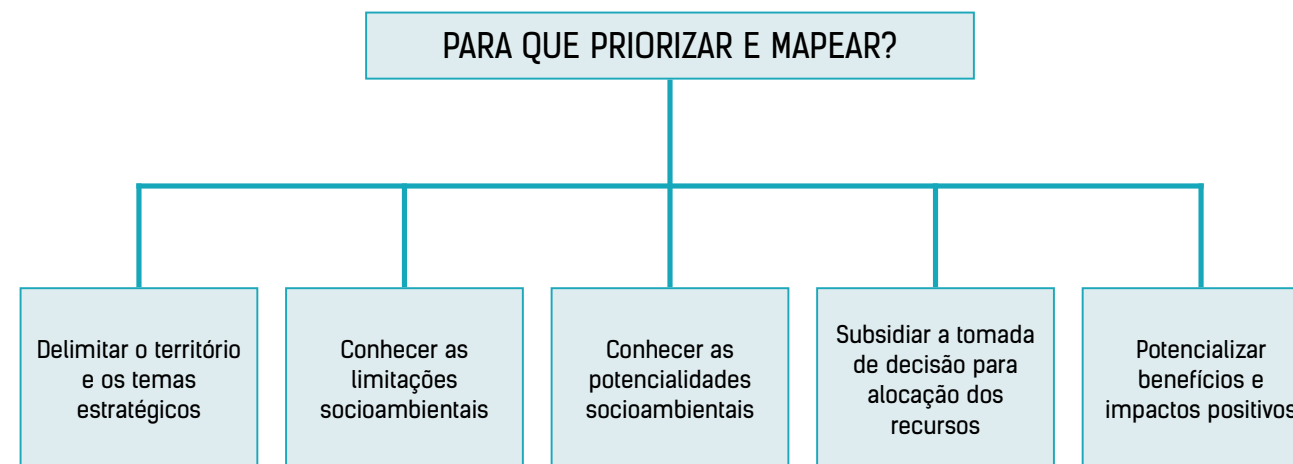 PARA QUE PRIORIZAR E MAPEAR?
Delimitar o território
e os temas
estratégicos
Conhecer as
limitações
socioambientais
Conhecer as
potencialidades
socioambientais
Subsidiar a tomada
de decisão para
alocação dos
recursos
Potencializar
benefícios e
impactos positivos